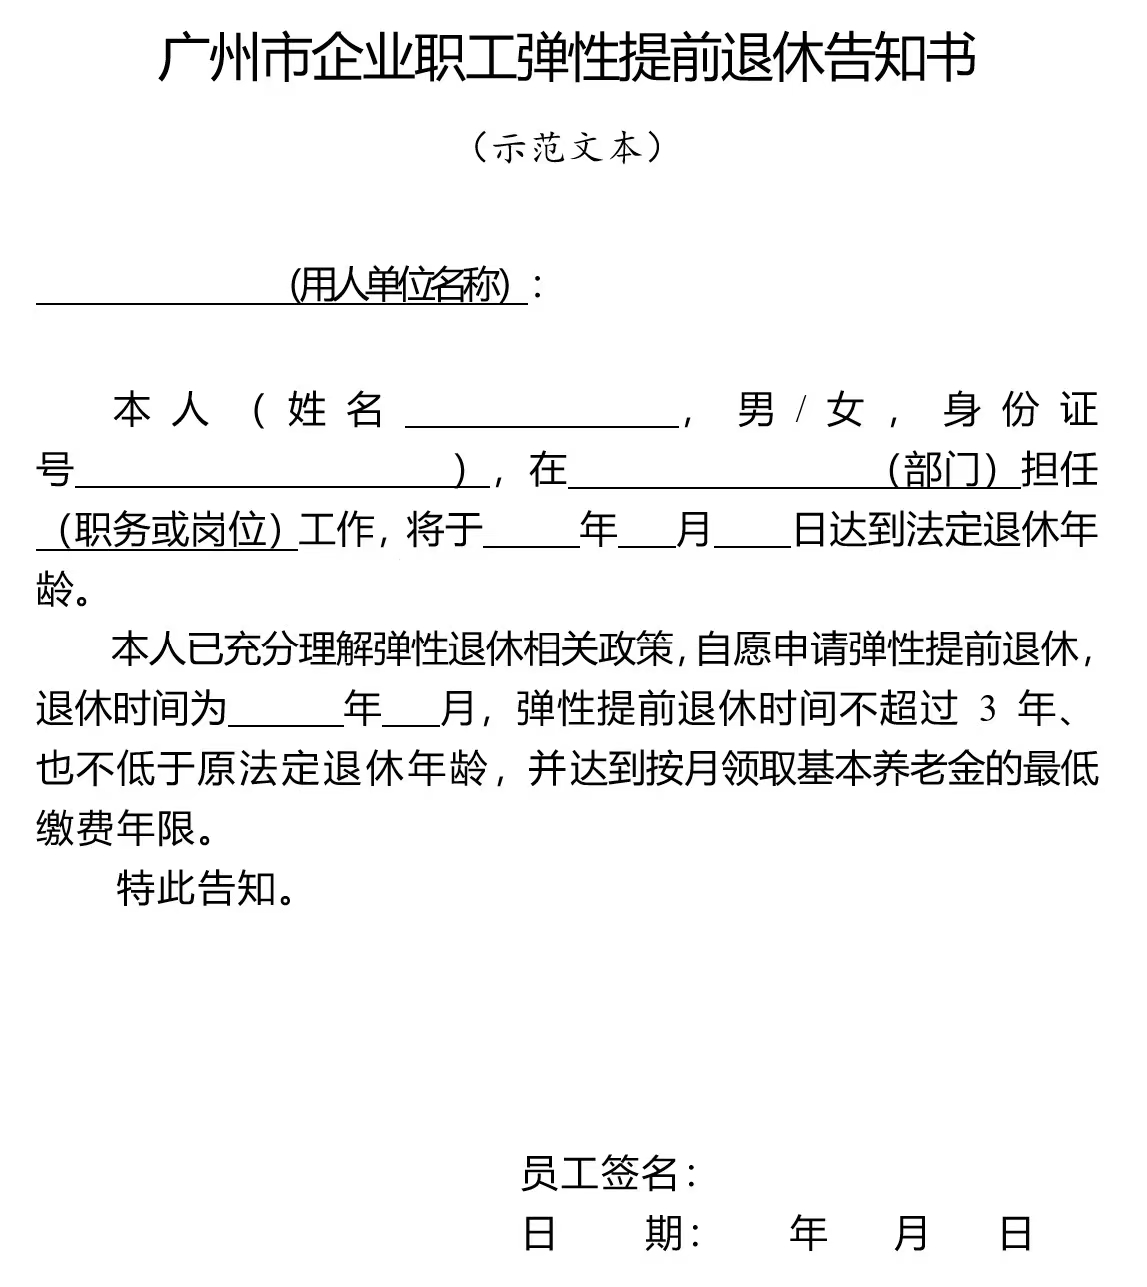 广州市企业职工弹性提前退休告知书
（示范文本）
（用人单位名称）：
本人（姓名，男/女，身份证
号），在（部门）担任
（职务或岗位）工作，将于年月日达到法定退休年
龄。
本人已充分理解弹性退休相关政策，自愿申请弹性提前退休，
退休时间为年月，弹性提前退休时间不超过 3 年、
也不低于原法定退休年龄，并达到按月领取基本养老金的最低
缴费年限。
特此告知。
员工签名：
日 期： 年 月 日